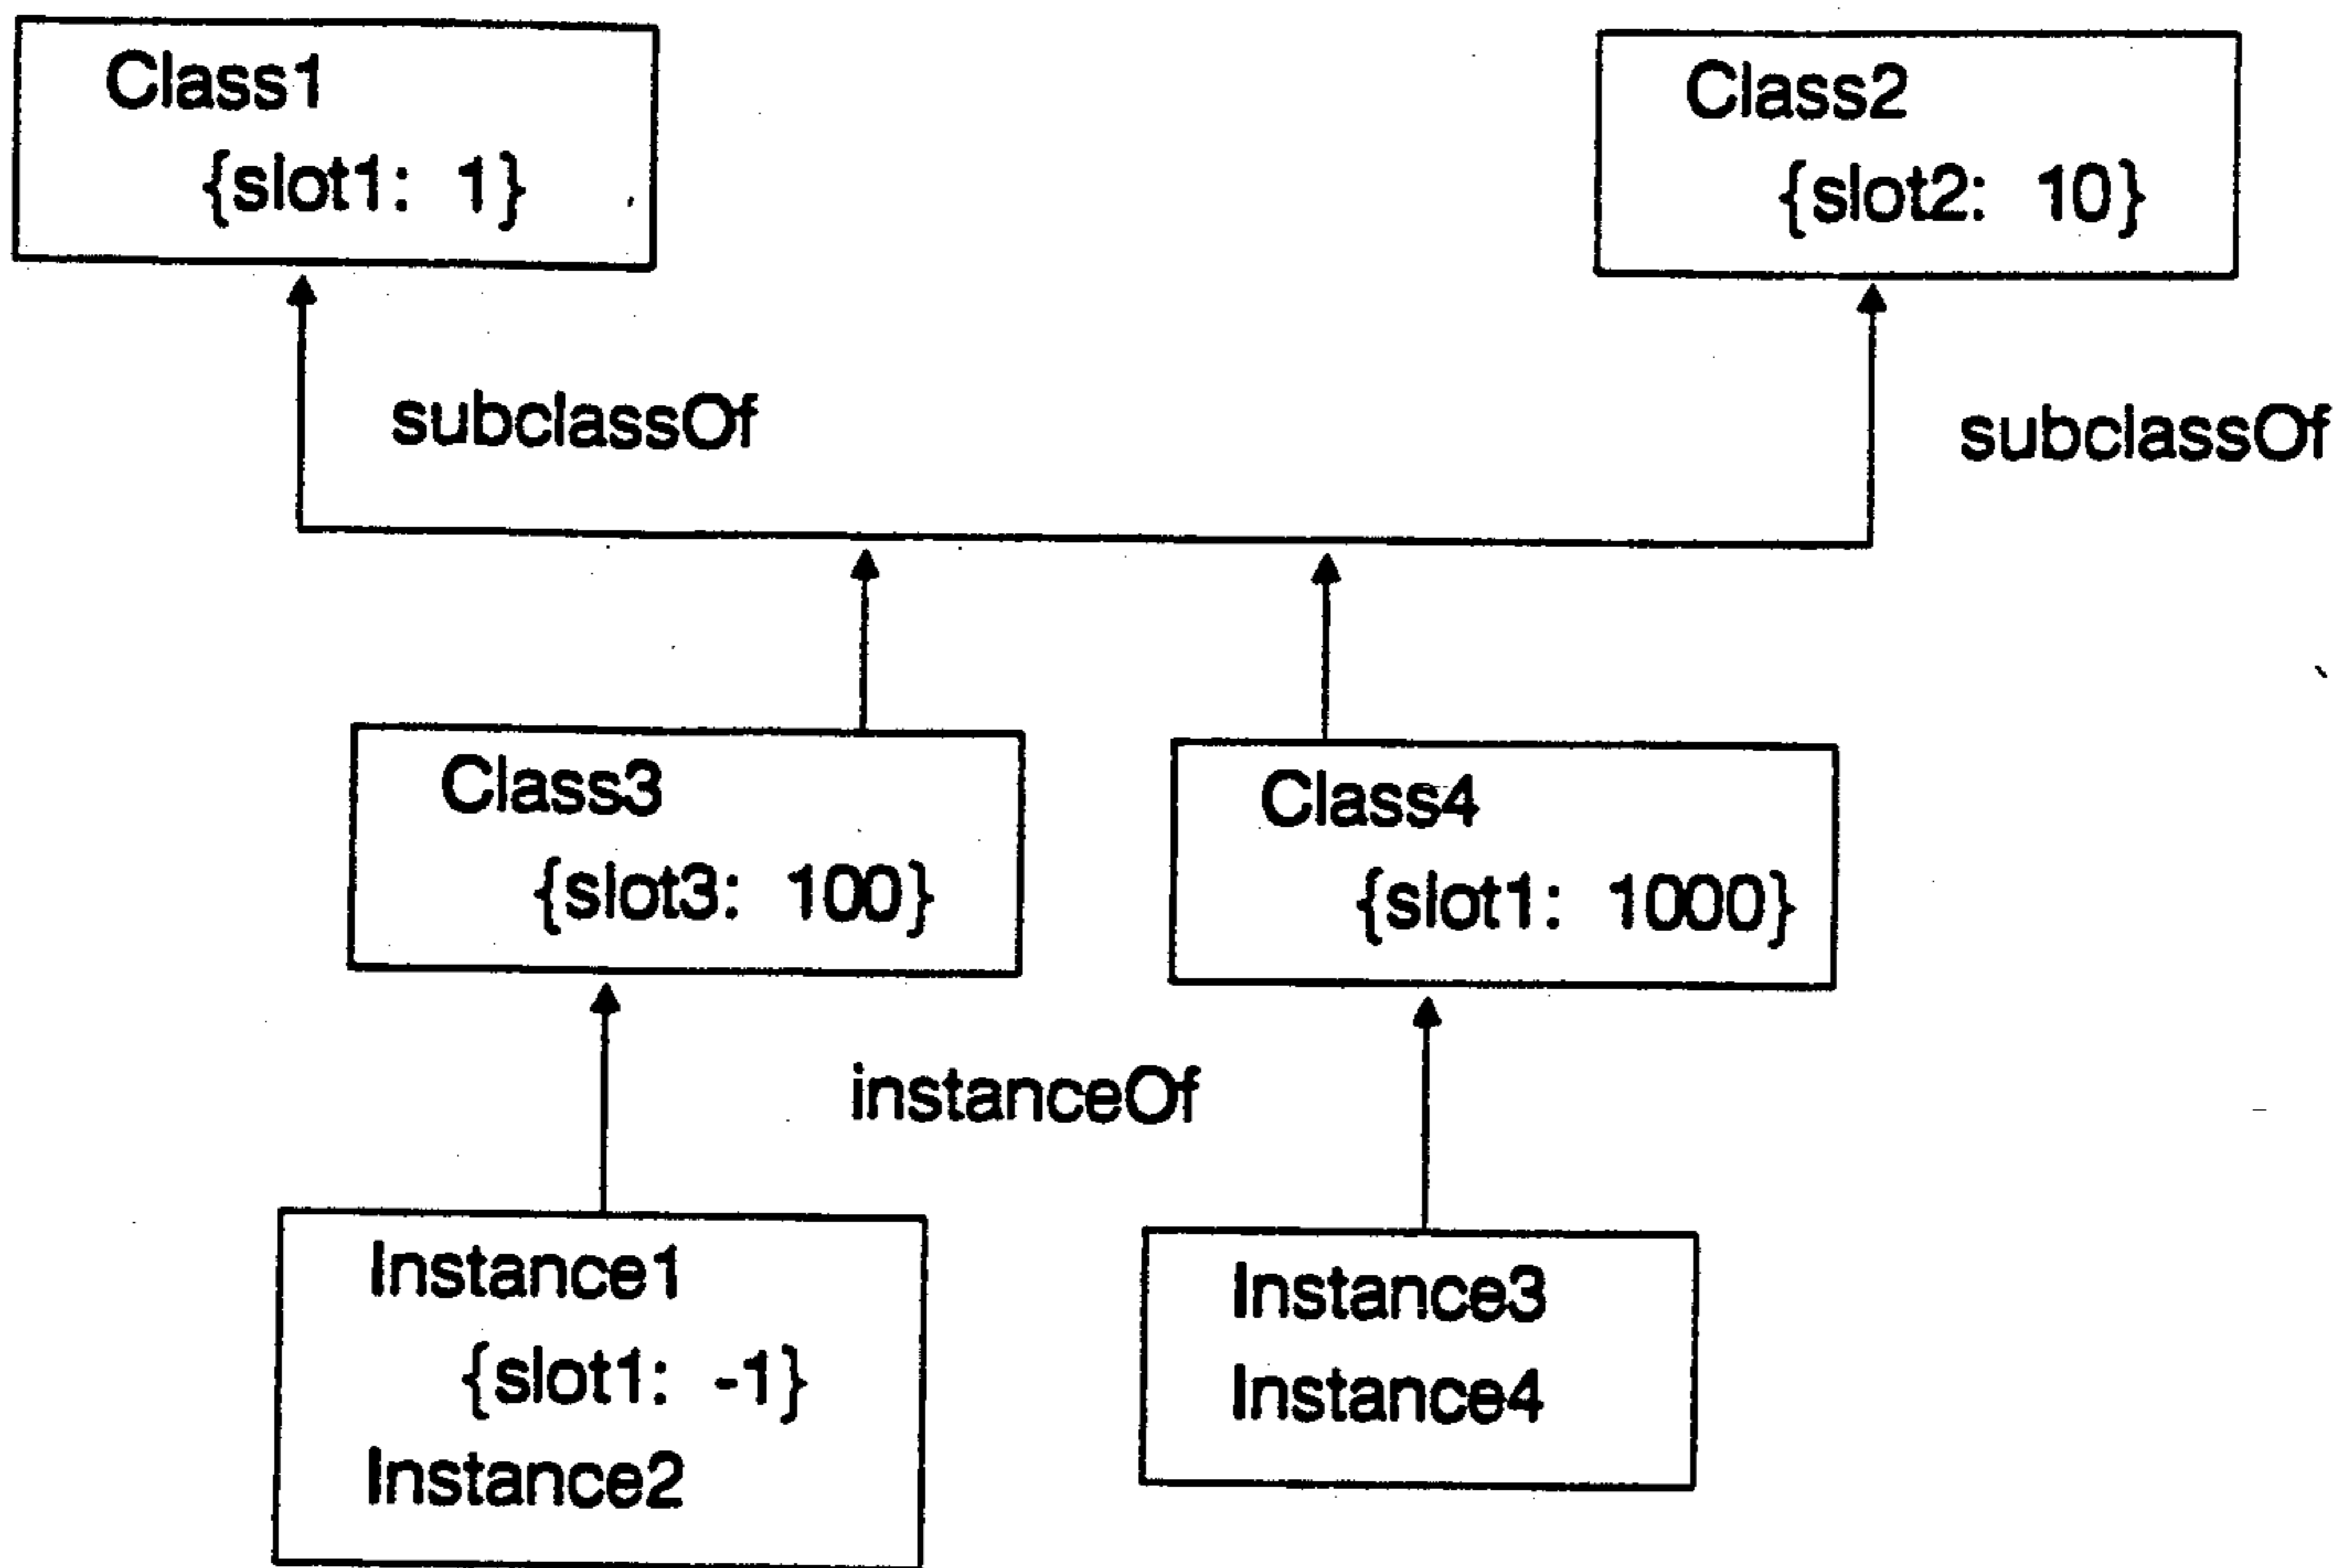 Class1
{slot1: 1}
Class2
{slot2: 10}
subclassOf
subclassOf
Class3
{slot3: 100}
Class4
{slot1: 1000}
instanceOf
Instance1
{slot1: -1}
Instance2
Instance3
Instance4